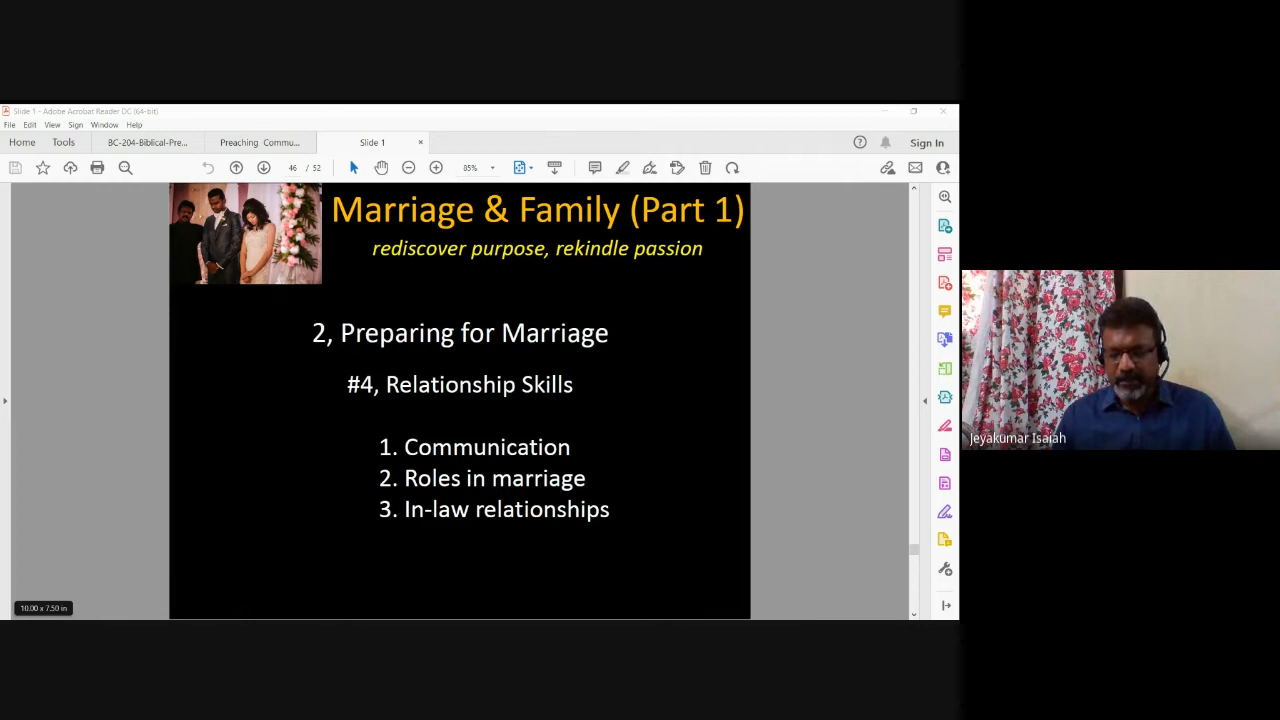 Slide 1 - Adobe Acrobat Reader DC (64-bit)
File Edit View Sign Window Help
Home Tools BC-204-Biblical-Pre... Preaching Commu... Slide 1 × Sign In
46 / 52 85%
Marriage & Family (Part 1)
rediscover purpose, rekindle passion
2, Preparing for Marriage
#4, Relationship Skills
1. Communication
2. Roles in marriage
3. In-law relationships
10.00 x 7.50 in
Jeyakumar Isaiah